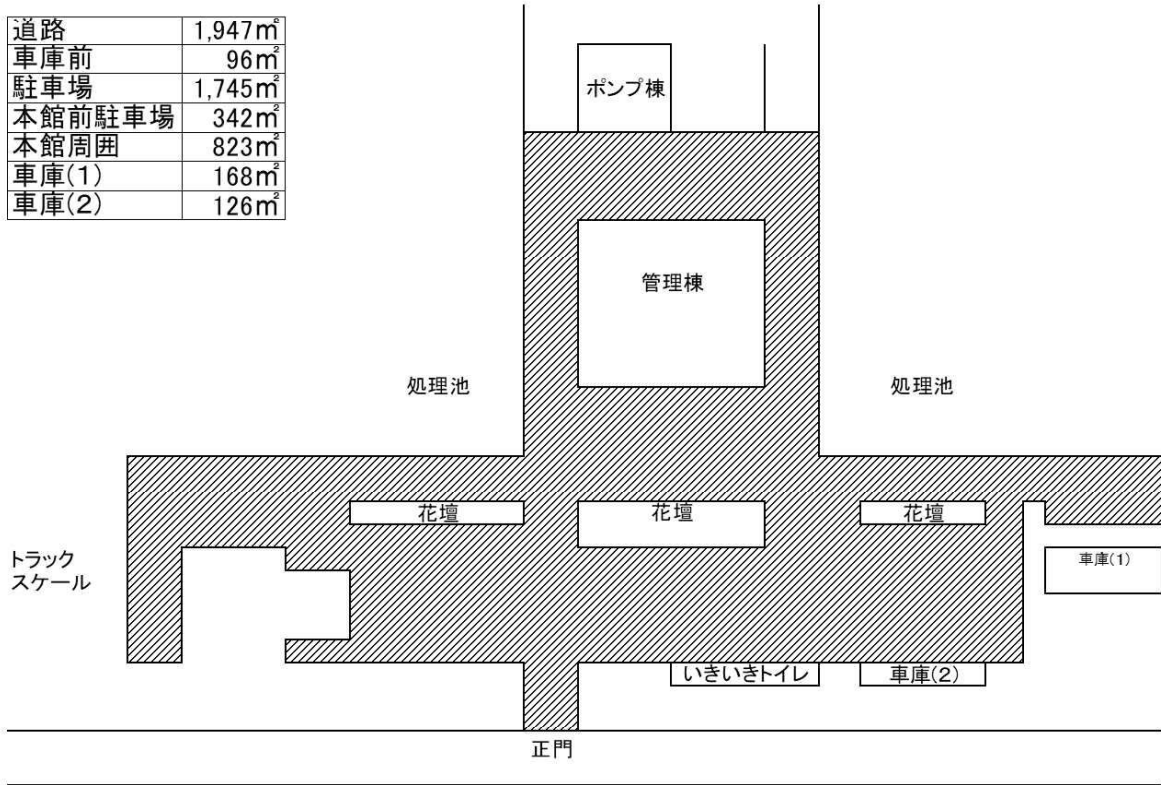 道路 1,947㎡
車庫前 96㎡
駐車場 1,745㎡
本館前駐車場 342㎡
本館周囲 823㎡
車庫(1) 168㎡
車庫(2) 126㎡
ポンプ棟
管理棟
処理池
処理池
花壇
花壇
花壇
トラック
スケール
車庫(1)
いきいきトイレ
車庫(2)
正門